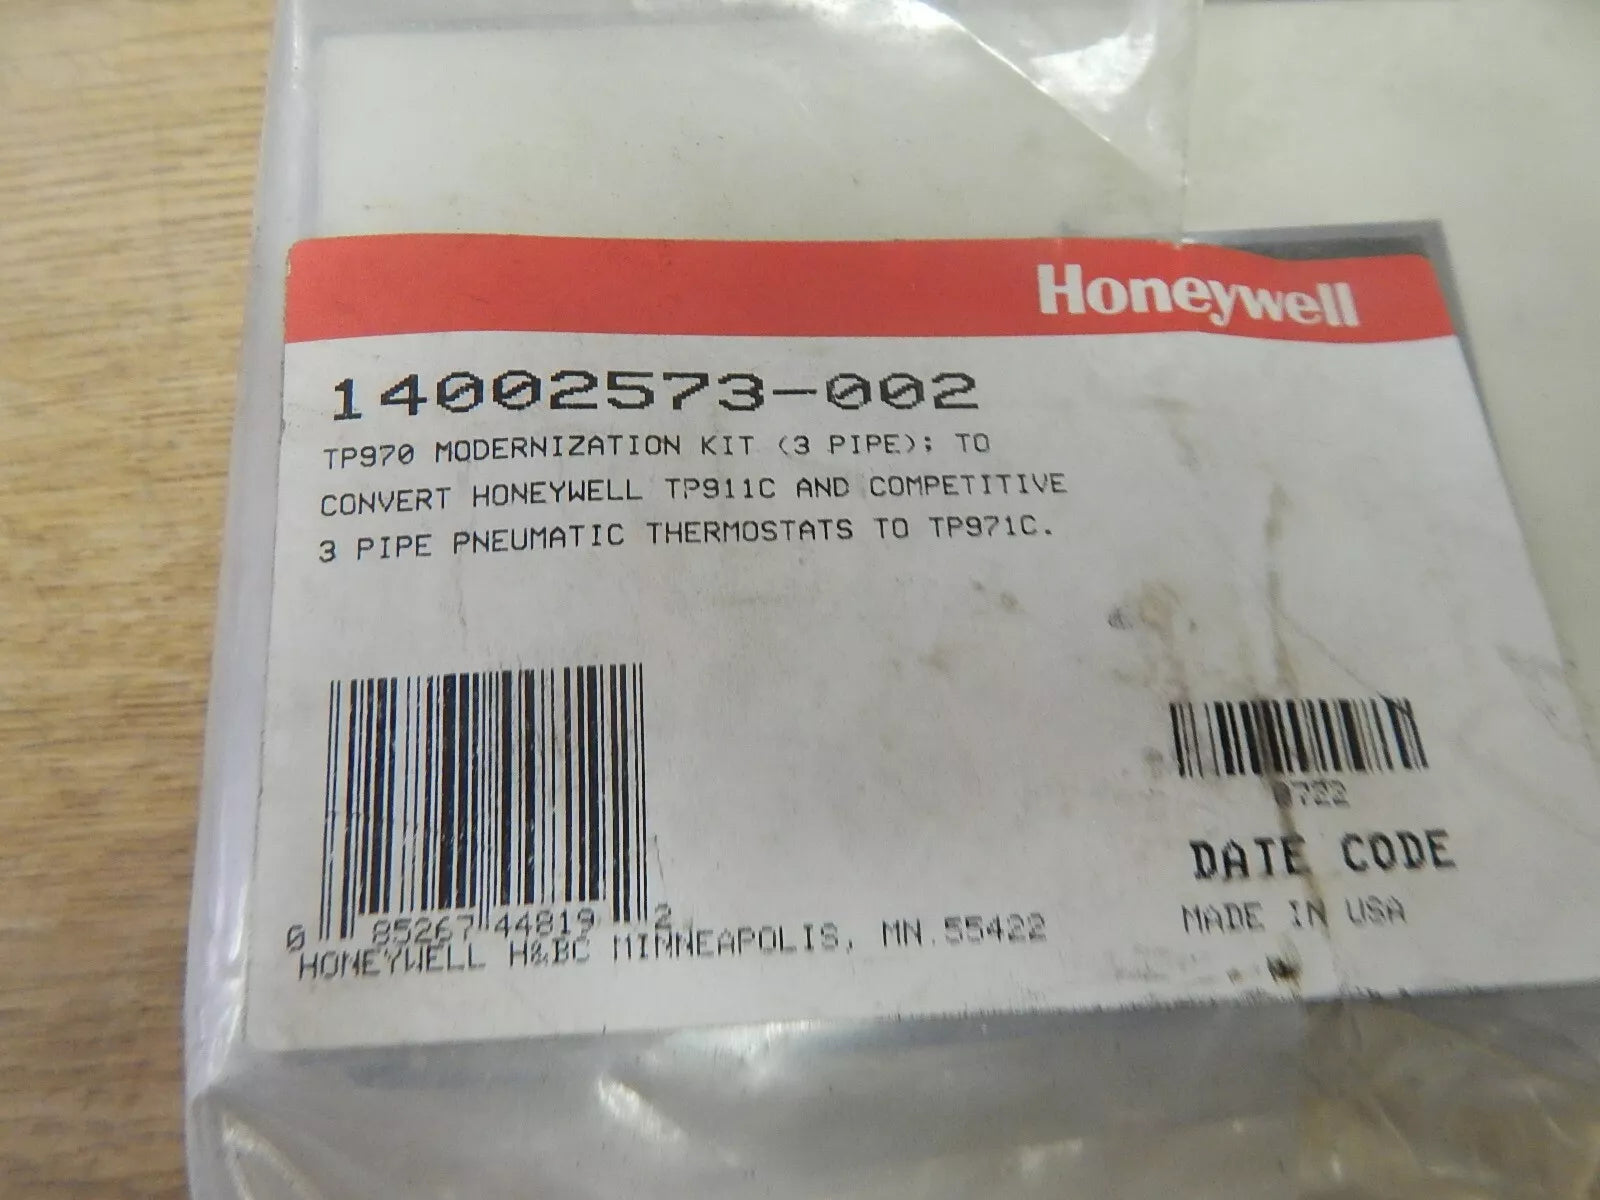 Honeywell
14002573-002
TP970 MODERNIZATION KIT (3 PIPE); TO
CONVERT HONEYWELL TP911C AND COMPETITIVE
3 PIPE PNEUMATIC THERMOSTATS TO TP971C.
0 85267 44819 2
HONEYWELL H&BC MINNEAPOLIS, MN.55422
DATE CODE
MADE IN USA